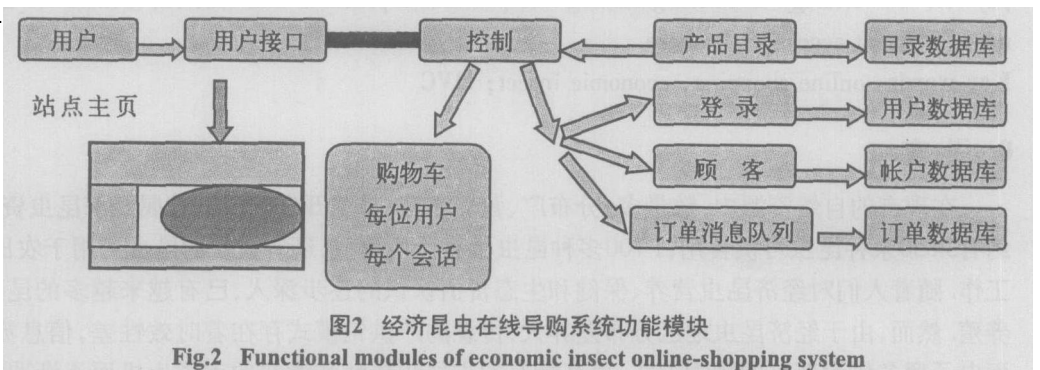 用户 用户接口 控制 产品目录 目录数据库
站点主页
登录 用户数据库
购物车
顾客 帐户数据库
每位用户
订单消息队列 订单数据库
每个会话
图2 经济昆虫在线导购系统功能模块
Fig.2 Functional modules of economic insect online-shopping system